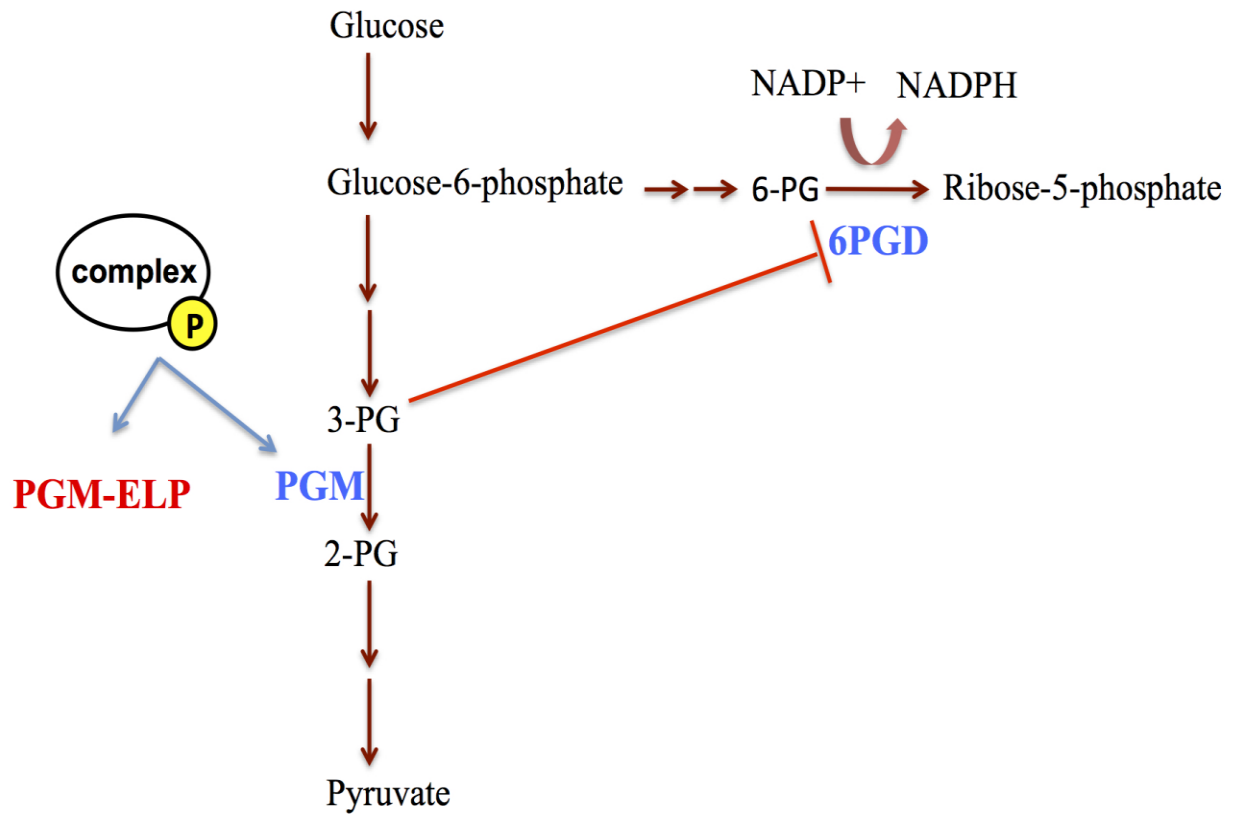 Glucose
NADP+ NADPH
Glucose-6-phosphate
6-PG
Ribose-5-phosphate
6PGD
complex
P
3-PG
PGM-ELP
PGM
2-PG
Pyruvate